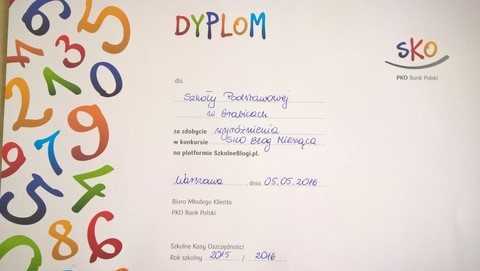 DYPLOM
SKO
PKO Bank Polski
dla
Szkoły Podstawowej
w Grabicach
za zdobycie wyróżnienia
w konkursie SKO Blog Miesiąca
na platformie SzkolneBlogi.pl.
Warszawa, dnia 05.05.2016
Biuro Młodego Klienta
PKO Bank Polski
Szkolne Kasy Oszczędności
Rok szkolny 2015 / 2016